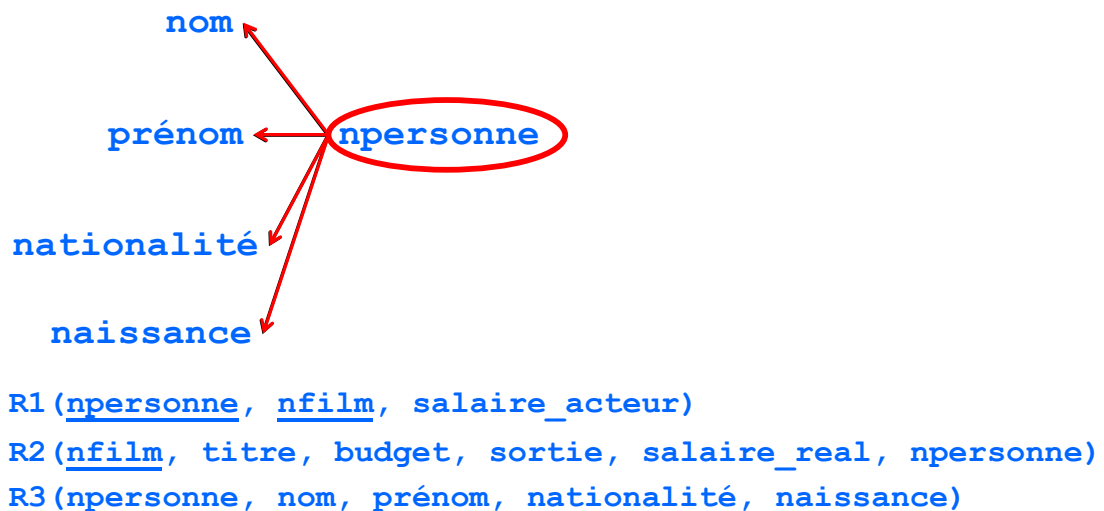 nom
prénom npersonne
nationalité
naissance
R1(npersonne, nfilm, salaire_acteur)
R2(nfilm, titre, budget, sortie, salaire_real, npersonne)
R3(npersonne, nom, prénom, nationalité, naissance)